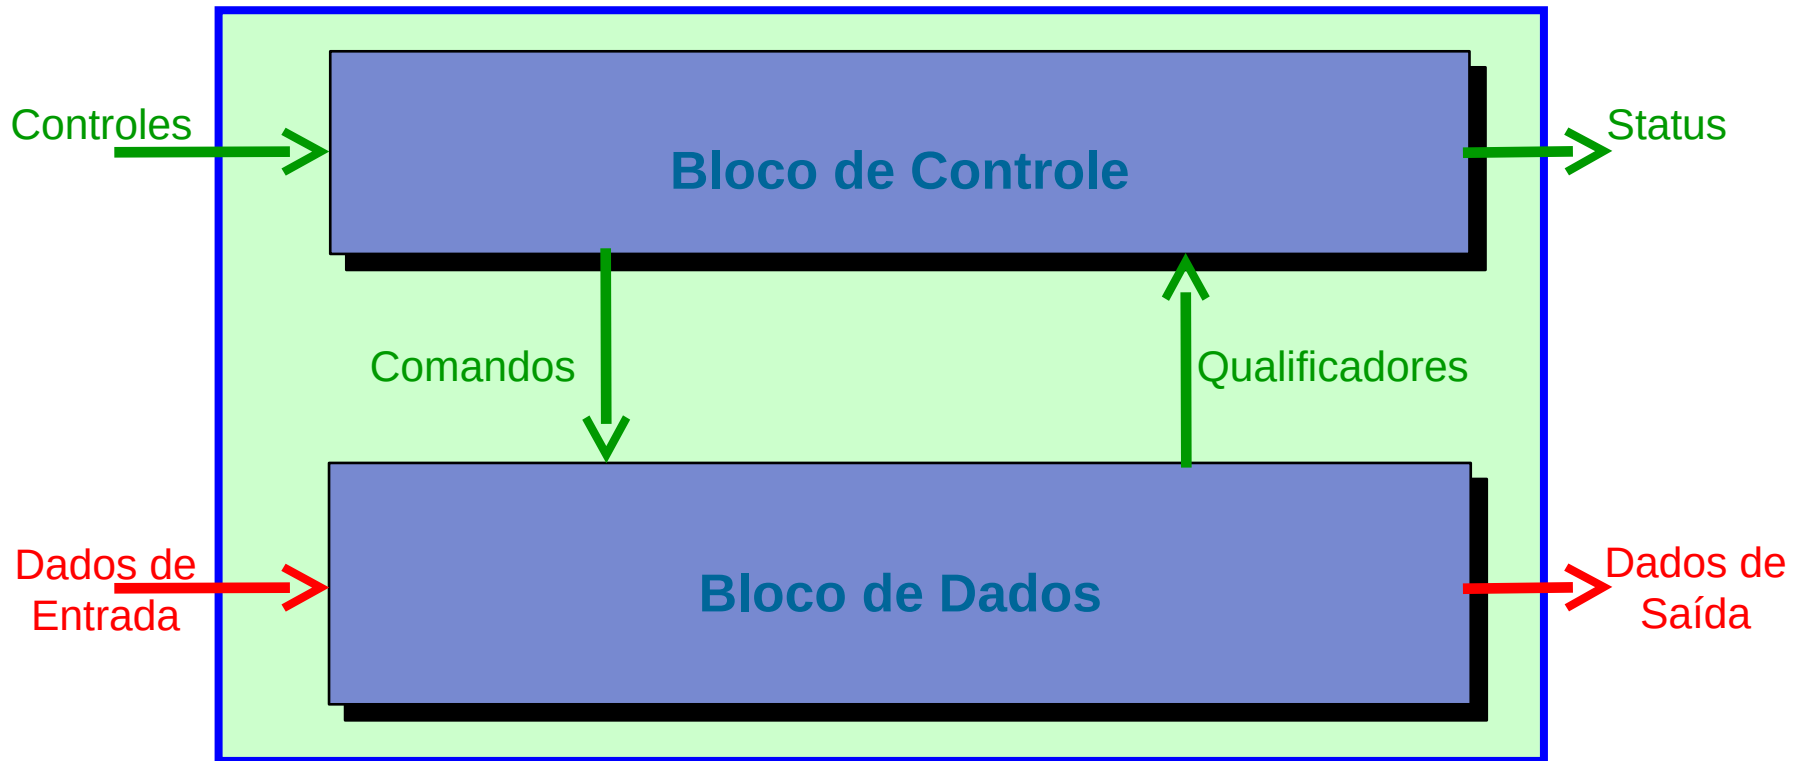 Controles
Status
Bloco de Controle
Comandos
Qualificadores
Dados de
Entrada
Bloco de Dados
Dados de
Saída